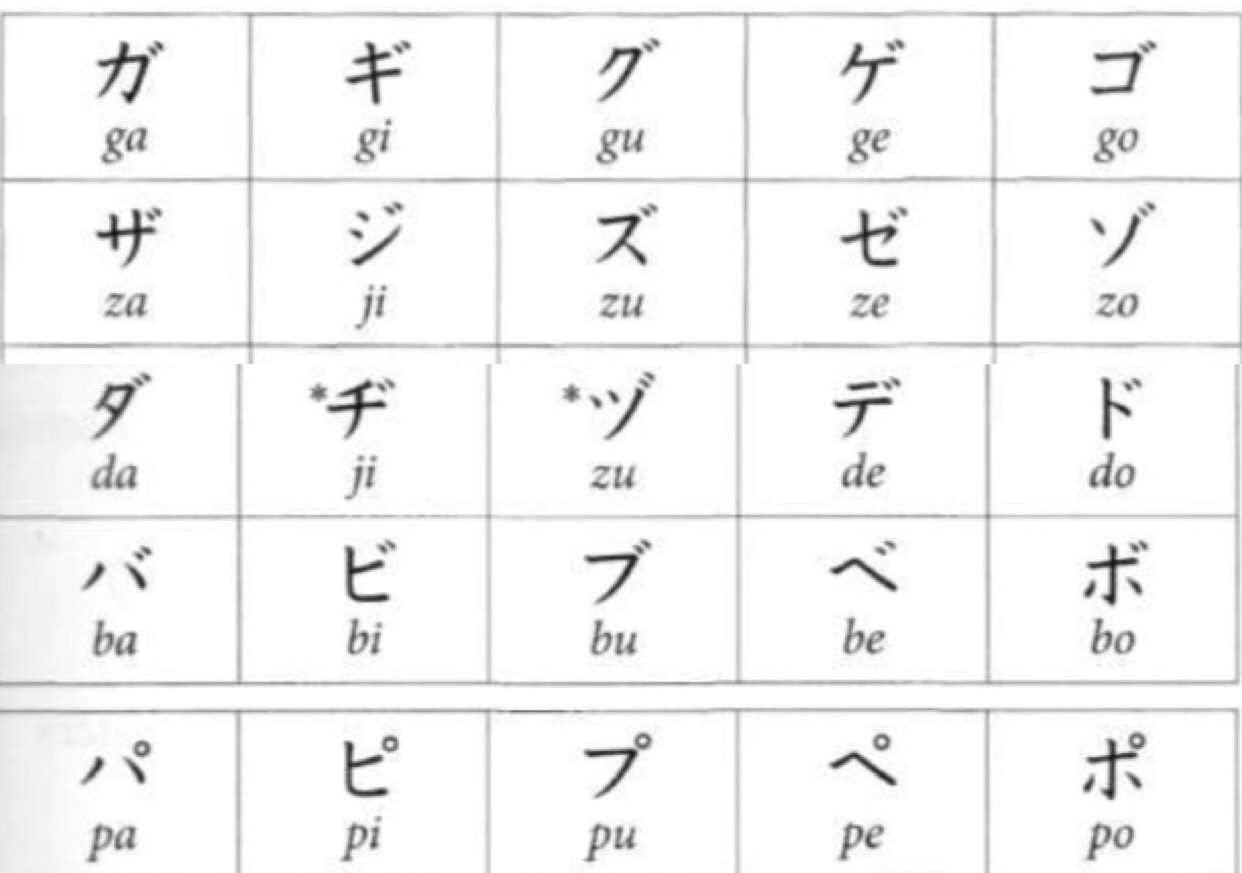 ガ ギ グ ゲ ゴ
ga gi gu ge go
ザ ジ ズ ゼ ゾ
za ji zu ze zo
ダ *ヂ *ヅ デ ド
da ji zu de do
バ ビ ブ ベ ボ
ba bi bu be bo
パ ピ プ ペ ポ
pa pi pu pe po